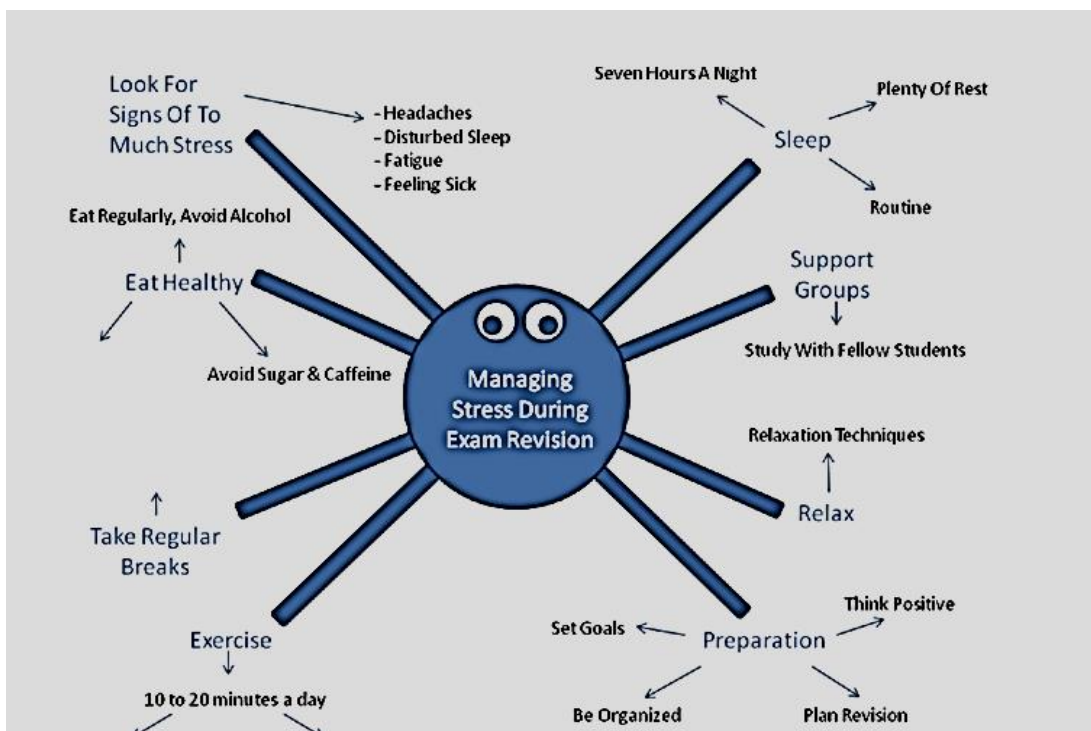 Look For
Signs Of To
Much Stress
- Headaches
- Disturbed Sleep
- Fatigue
- Feeling Sick
Seven Hours A Night
Plenty Of Rest
Sleep
Routine
Eat Regularly, Avoid Alcohol
Eat Healthy
Avoid Sugar & Caffeine
Support
Groups
Study With Fellow Students
Managing
Stress During
Exam Revision
Relaxation Techniques
Relax
Take Regular
Breaks
Exercise
10 to 20 minutes a day
Set Goals
Preparation
Think Positive
Be Organized
Plan Revision